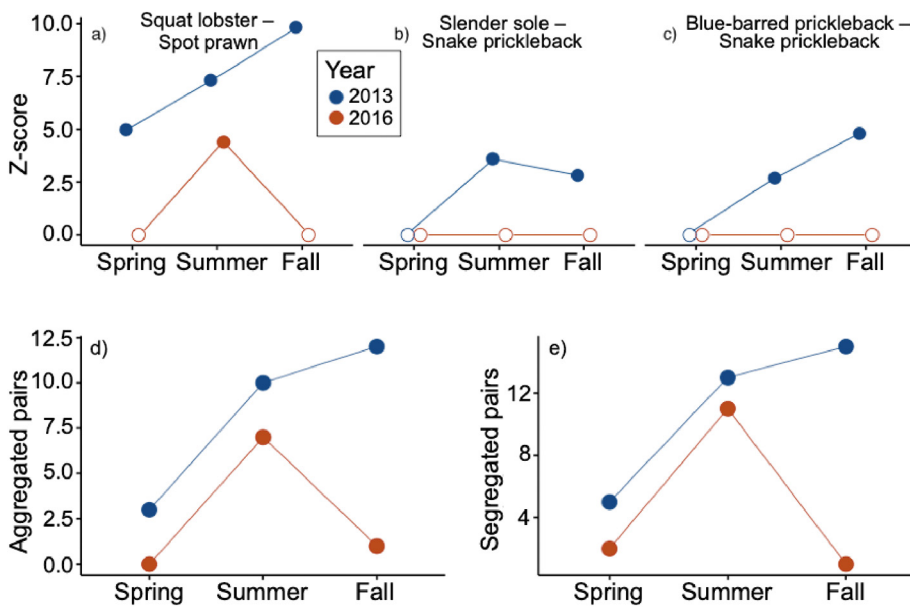 a)
Squat lobster –
Spot prawn
b)
Slender sole –
Snake prickleback
c)
Blue-barred prickleback –
Snake prickleback
Year
2013
2016
Z-score
10.0
7.5
5.0
2.5
0.0
Spring Summer Fall
Spring Summer Fall
Spring Summer Fall
d)
Aggregated pairs
12.5
10.0
7.5
5.0
2.5
0.0
Spring Summer Fall
e)
Segregated pairs
12
8
4
Spring Summer Fall